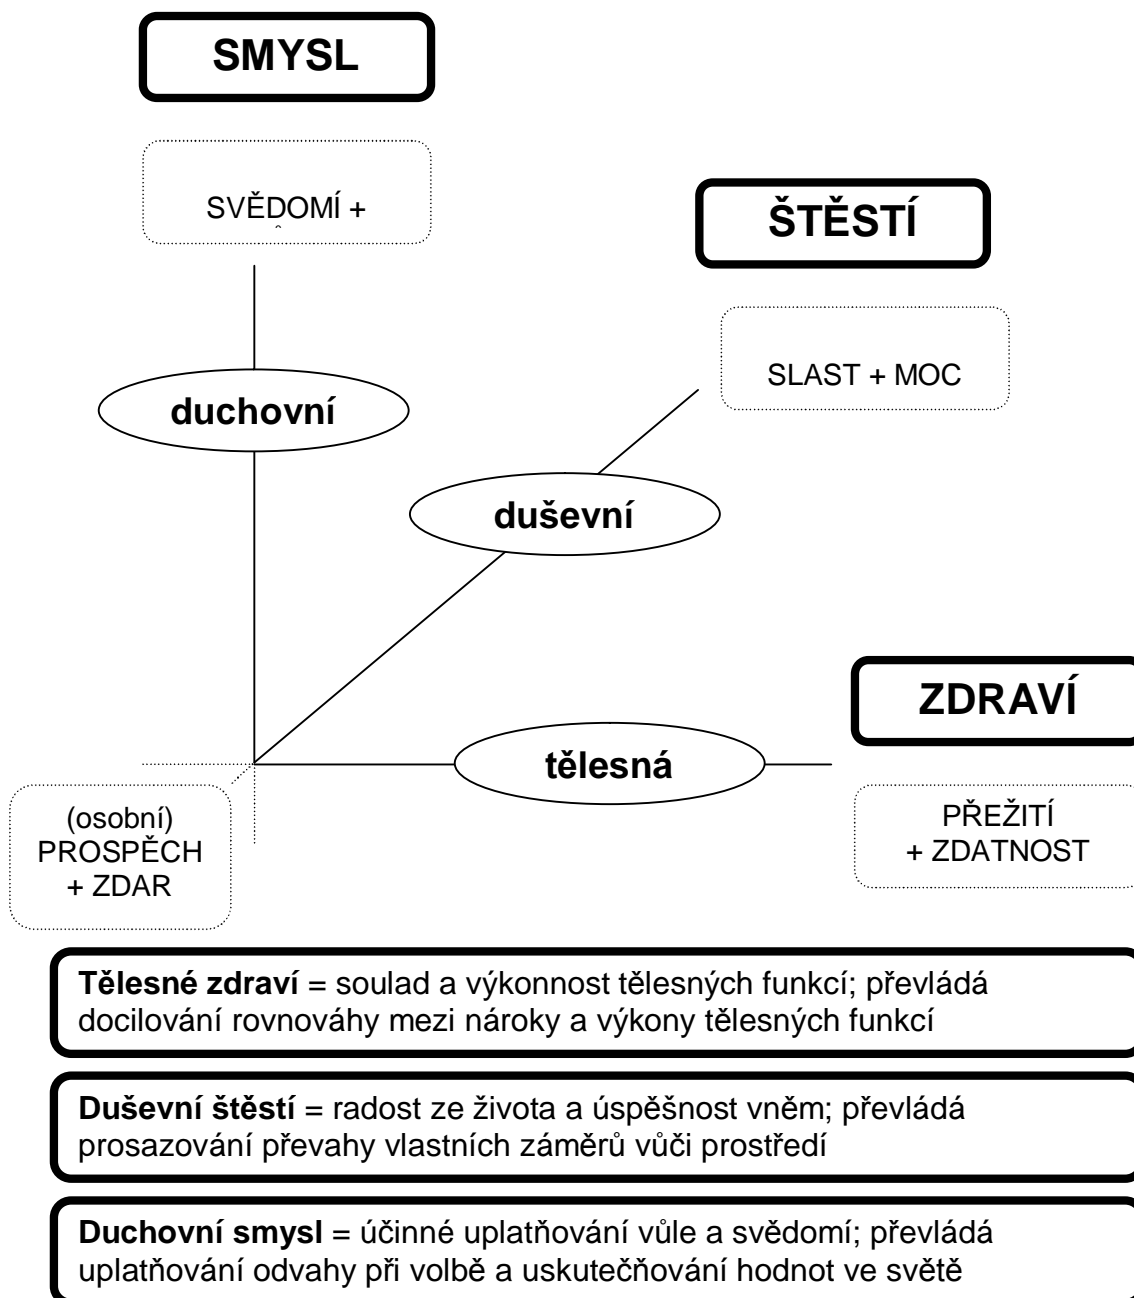 SMYSL
SVĚDOMÍ +
ŠTĚSTÍ
SLAST + MOC
duchovní
duševní
ZDRAVÍ
tělesná
PŘEŽITÍ
+ ZDATNOST
(osobní)
PROSPĚCH
+ ZDAR
Tělesné zdraví = soulad a výkonnost tělesných funkcí; převládá
docilování rovnováhy mezi nároky a výkony tělesných funkcí
Duševní štěstí = radost ze života a úspěšnost vněm; převládá
prosazování převahy vlastních záměrů vůči prostředí
Duchovní smysl = účinné uplatňování vůle a svědomí; převládá
uplatňování odvahy při volbě a uskutečňování hodnot ve světě